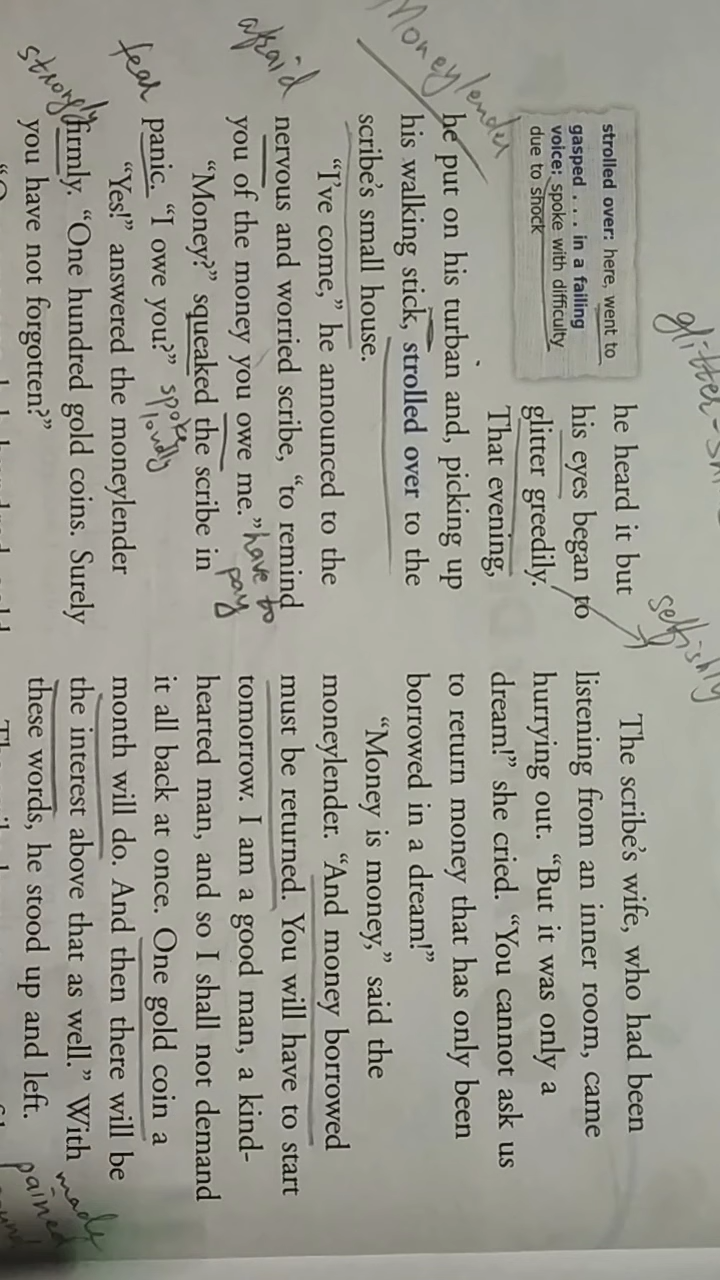 Moneylender
afraid
fear
strongly
strolled over: here, went to
gasped . . . in a failing
voice: spoke with difficulty
due to shock
he heard it but
his eyes began to
glitter greedily.
That evening,
he put on his turban and, picking up
his walking stick, strolled over to the
scribe's small house.
“I've come,” he announced to the
nervous and worried scribe, “to remind
you of the money you owe me.” have to
pay
“Money?” squeaked the scribe in
panic. “I owe you?” spoke
loudly
“Yes!” answered the moneylender
firmly. “One hundred gold coins. Surely
you have not forgotten?”
selfishly
The scribe's wife, who had been
listening from an inner room, came
hurrying out. “But it was only a
dream!” she cried. “You cannot ask us
to return money that has only been
borrowed in a dream!”
“Money is money,” said the
moneylender. “And money borrowed
must be returned. You will have to start
tomorrow. I am a good man, a kind-
hearted man, and so I shall not demand
it all back at once. One gold coin a
month will do. And then there will be
the interest above that as well.” With
these words, he stood up and left.
made
pained